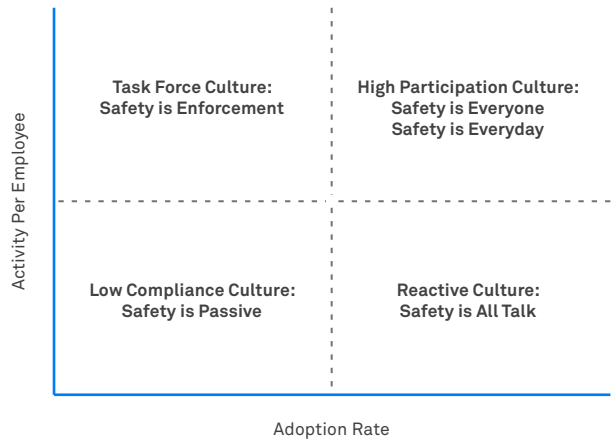 Task Force Culture:
Safety is Enforcement
High Participation Culture:
Safety is Everyone
Safety is Everyday
Activity Per Employee
Low Compliance Culture:
Safety is Passive
Reactive Culture:
Safety is All Talk
Adoption Rate